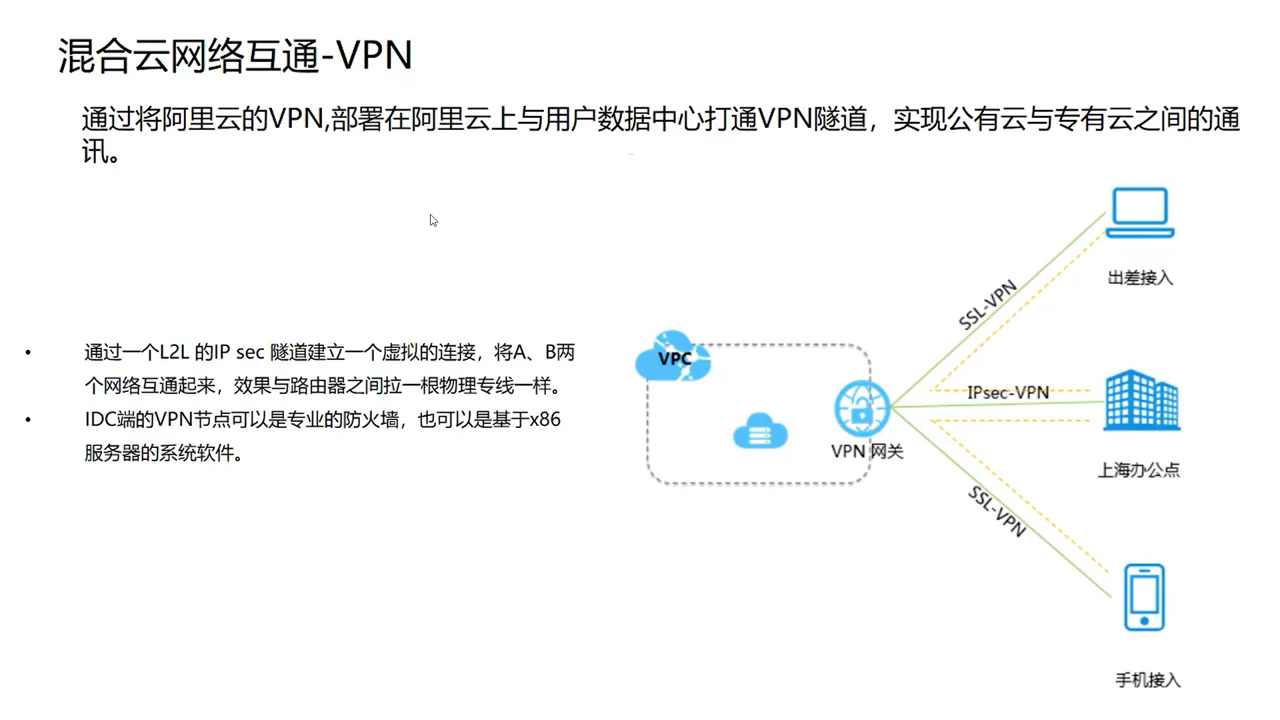 混合云网络互通-VPN
通过将阿里云的VPN,部署在阿里云上与用户数据中心打通VPN隧道，实现公有云与专有云之间的通
讯。
• 通过一个L2L 的IP sec 隧道建立一个虚拟的连接，将A、B两
个网络互通起来，效果与路由器之间拉一根物理专线一样。
• IDC端的VPN节点可以是专业的防火墙，也可以是基于x86
服务器的系统软件。
VPC
VPN 网关
SSL-VPN
IPsec-VPN
SSL-VPN
出差接入
上海办公点
手机接入